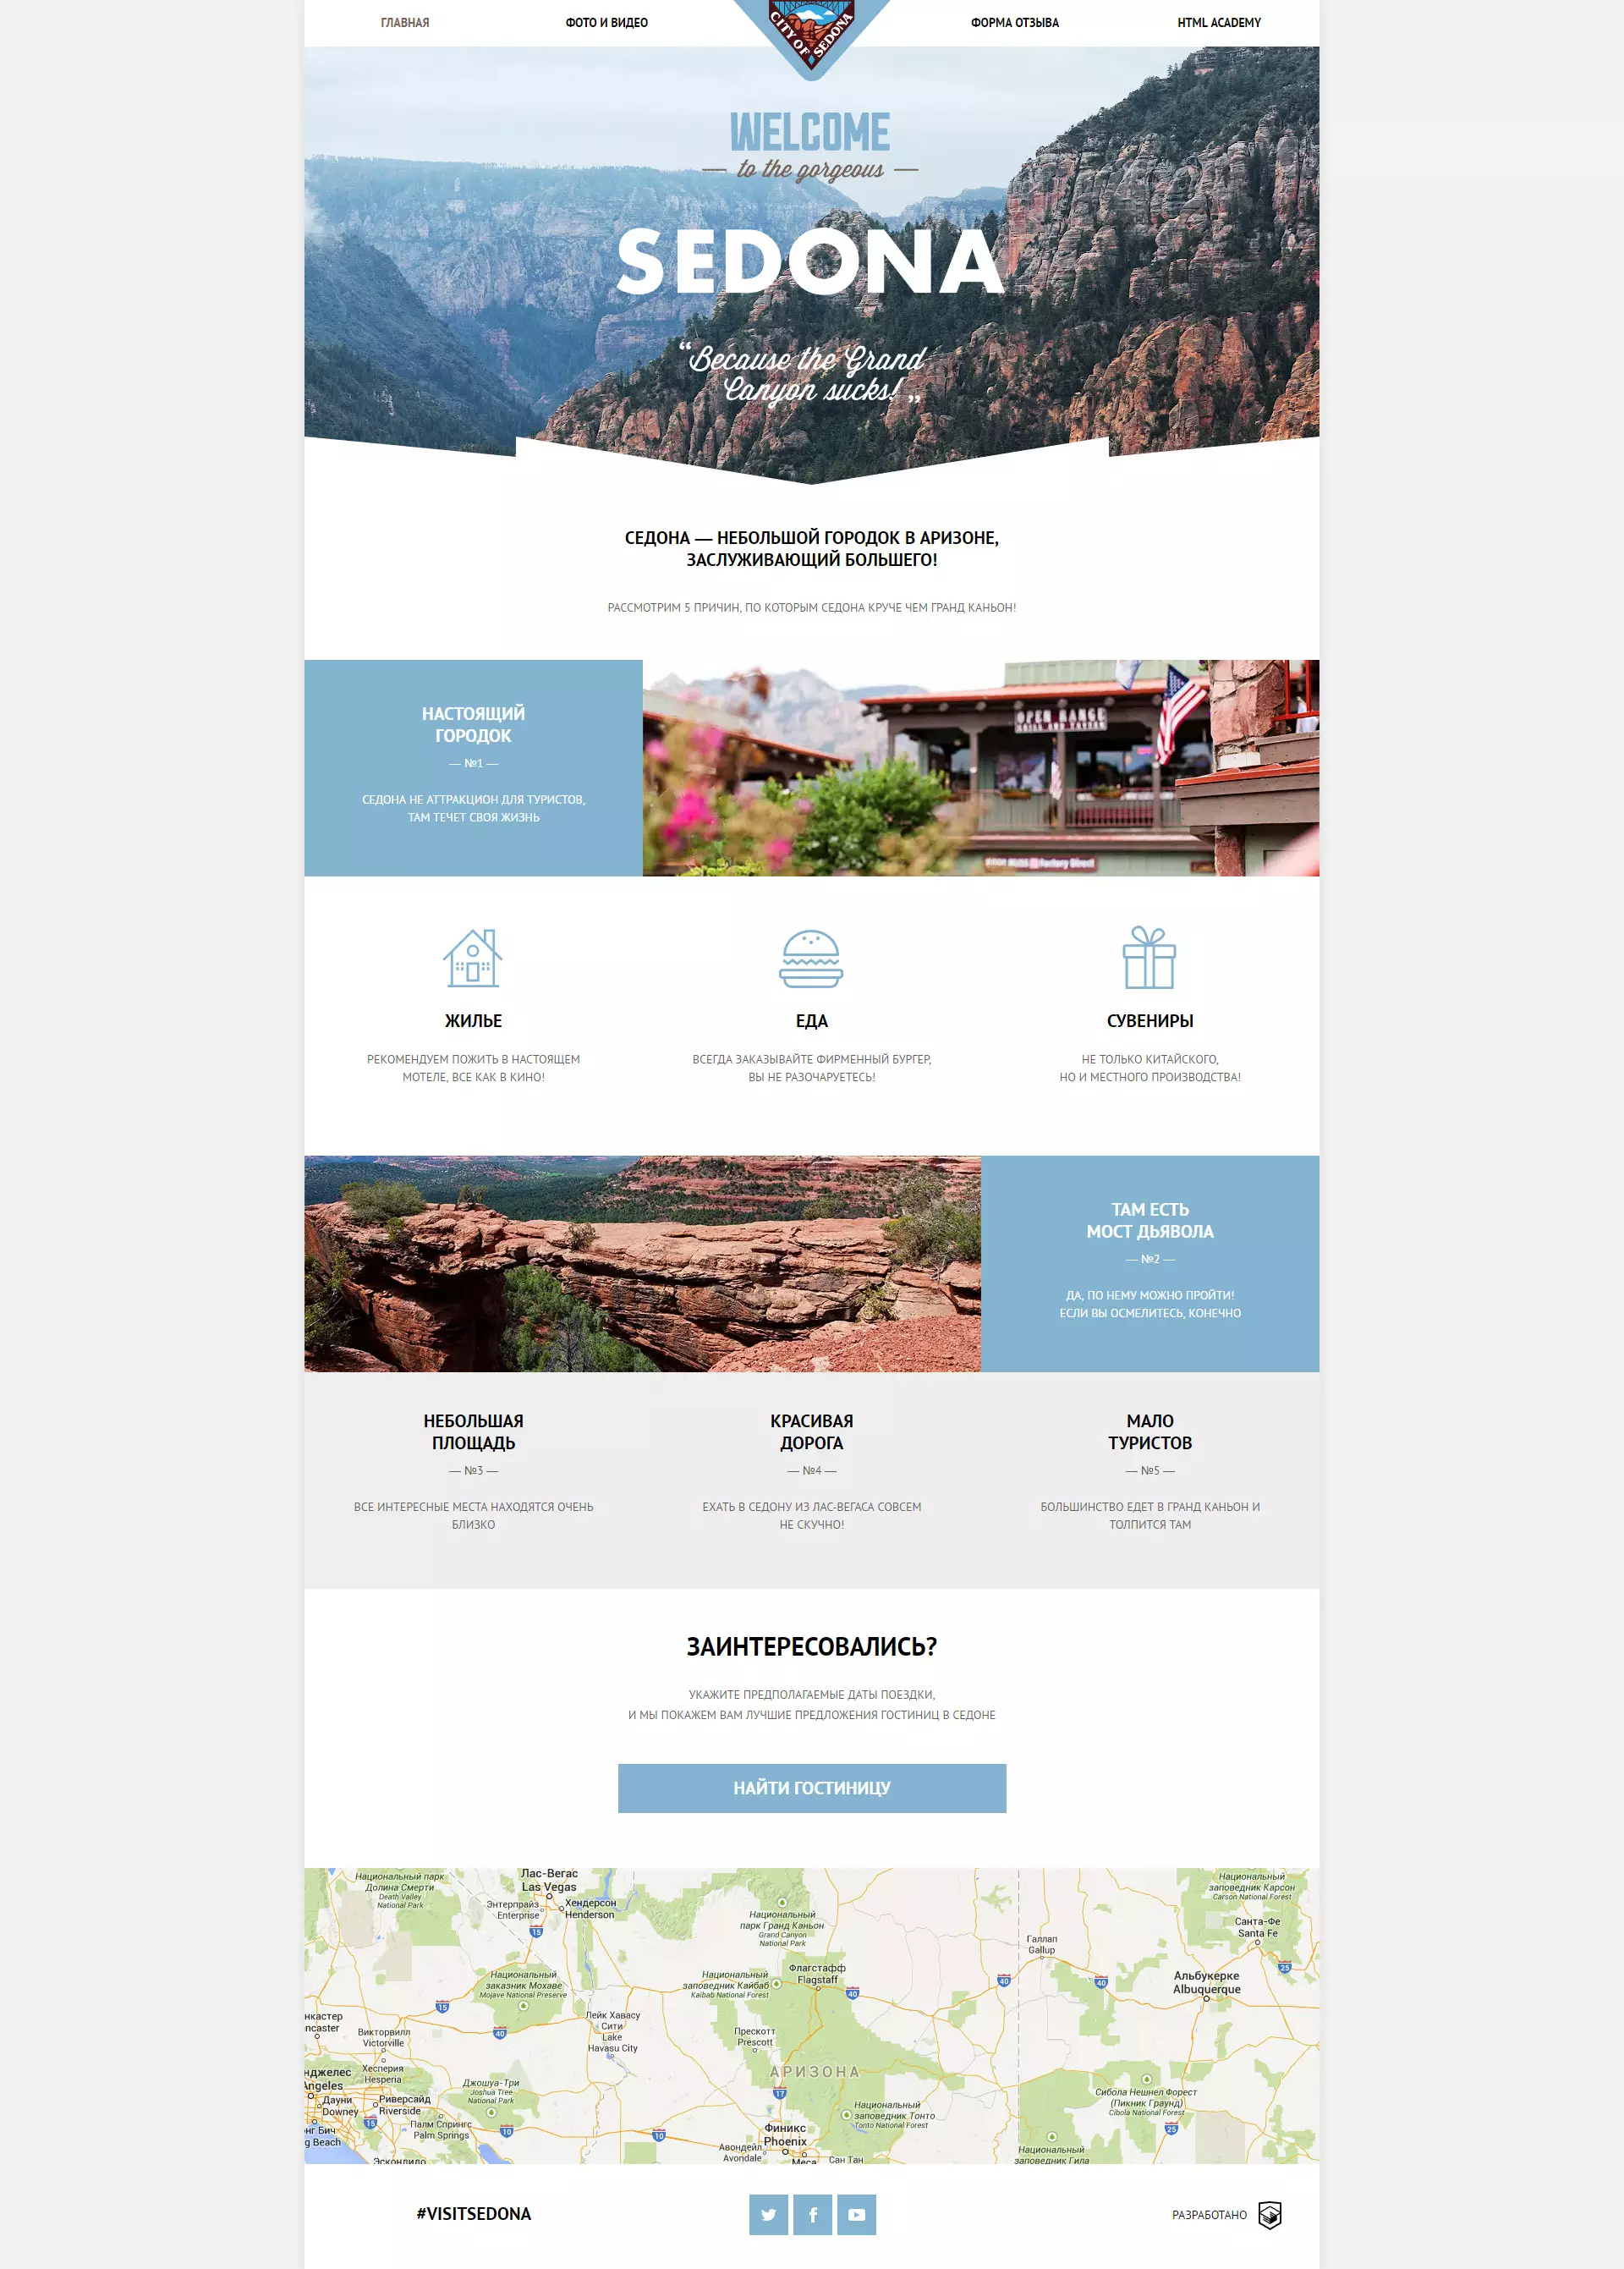 ГЛАВНАЯ
ФОТО И ВИДЕО
CITY OF SEDONA
ФОРМА ОТЗЫВА
HTML ACADEMY
WELCOME
— to the gorgeous —
SEDONA
“Because the Grand
Canyon sucks!„
СЕДОНА — НЕБОЛЬШОЙ ГОРОДОК В АРИЗОНЕ,
ЗАСЛУЖИВАЮЩИЙ БОЛЬШЕГО!
РАССМОТРИМ 5 ПРИЧИН, ПО КОТОРЫМ СЕДОНА КРУЧЕ ЧЕМ ГРАНД КАНЬОН!
НАСТОЯЩИЙ
ГОРОДОК
— №1 —
СЕДОНА НЕ АТТРАКЦИОН ДЛЯ ТУРИСТОВ,
ТАМ ТЕЧЕТ СВОЯ ЖИЗНЬ
OPEN RANGE
ЖИЛЬЕ
РЕКОМЕНДУЕМ ПОЖИТЬ В НАСТОЯЩЕМ
МОТЕЛЕ, ВСЕ КАК В КИНО!
ЕДА
ВСЕГДА ЗАКАЗЫВАЙТЕ ФИРМЕННЫЙ БУРГЕР,
ВЫ НЕ РАЗОЧАРУЕТЕСЬ!
СУВЕНИРЫ
НЕ ТОЛЬКО КИТАЙСКОГО,
НО И МЕСТНОГО ПРОИЗВОДСТВА!
ТАМ ЕСТЬ
МОСТ ДЬЯВОЛА
— №2 —
ДА, ПО НЕМУ МОЖНО ПРОЙТИ!
ЕСЛИ ВЫ ОСМЕЛИТЕСЬ, КОНЕЧНО
НЕБОЛЬШАЯ
ПЛОЩАДЬ
— №3 —
ВСЕ ИНТЕРЕСНЫЕ МЕСТА НАХОДЯТСЯ ОЧЕНЬ
БЛИЗКО
КРАСИВАЯ
ДОРОГА
— №4 —
ЕХАТЬ В СЕДОНУ ИЗ ЛАС-ВЕГАСА СОВСЕМ
НЕ СКУЧНО!
МАЛО
ТУРИСТОВ
— №5 —
БОЛЬШИНСТВО ЕДЕТ В ГРАНД КАНЬОН И
ТОЛПИТСЯ ТАМ
ЗАИНТЕРЕСОВАЛИСЬ?
УКАЖИТЕ ПРЕДПОЛАГАЕМЫЕ ДАТЫ ПОЕЗДКИ,
И МЫ ПОКАЖЕМ ВАМ ЛУЧШИЕ ПРЕДЛОЖЕНИЯ ГОСТИНИЦ В СЕДОНЕ
НАЙТИ ГОСТИНИЦУ
Национальный парк
Долина Смерти
Death Valley
National Park
Лас-Вегас
Las Vegas
Энтерпрайз
Enterprise
Хендерсон
Henderson
15
Национальный
парк Гранд Каньон
Grand Canyon
National Park
Национальный
заповедник Карсон
Carson National Forest
Санта-Фе
Santa Fe
25
Галлап
Gallup
40
40
Альбукерке
Albuquerque
Национальный
заказник Мохаве
Mojave National Preserve
15
40
Национальный
заповедник Кайбаб
Kaibab National Forest
Флагстафф
Flagstaff
40
Лейк Хавасу
Сити
Lake
Havasu City
нкастер
ncaster
Викторвилл
Victorville
Хесперия
Hesperia
Прескотт
Prescott
АРИЗОНА
17
нджелес
Angeles
Дауни
Downey
Риверсайд
Riverside
15
нг Бич
g Beach
Джошуа-Три
Joshua Tree
National Park
Палм Спрингс
Palm Springs
10
10
Эскондидо
Национальный
заповедник Тонто
Tonto National Forest
Финикс
Phoenix
Авондейл
Avondale
Меса
Сан Тан
Сибола Нешнел Форест
(Пикник Граунд)
Cibola National Forest
25
Национальный
заповедник Гила
#VISITSEDONA
РАЗРАБОТАНО